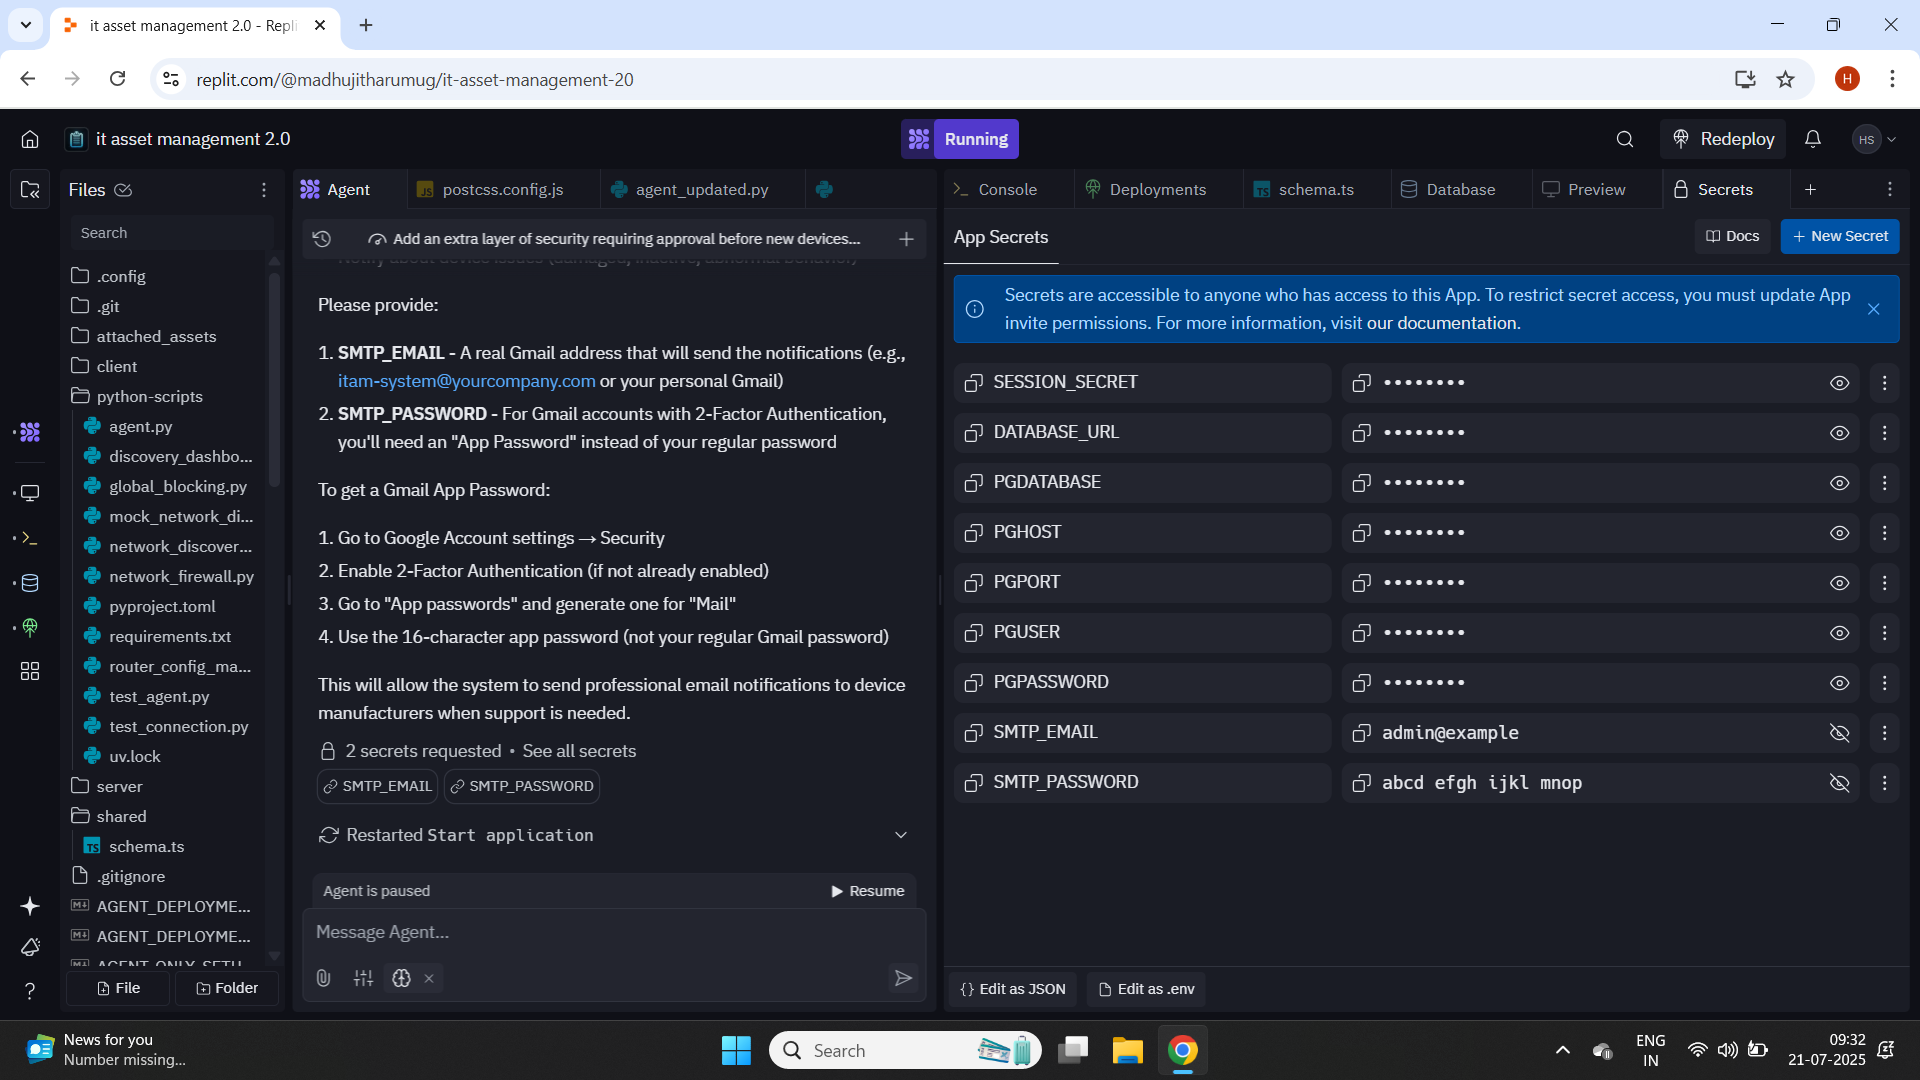 it asset management 2.0 - Repli
replit.com/@madhujitharumug/it-asset-management-20
H
it asset management 2.0
Running
Redeploy
HS
Files
Search
.config
.git
attached_assets
client
python-scripts
agent.py
discovery_dashbo...
global_blocking.py
mock_network_di...
network_discover...
network_firewall.py
pyproject.toml
requirements.txt
router_config_ma...
test_agent.py
test_connection.py
uv.lock
server
shared
TS schema.ts
.gitignore
AGENT_DEPLOYME...
AGENT_DEPLOYME...
AGENT_ONLY_SETU
File
Folder
Agent
JS postcss.config.js
agent_updated.py
Add an extra layer of security requiring approval before new devices...
Notify about device issues (damaged, inactive, abnormal behavior)
Please provide:
1. SMTP_EMAIL - A real Gmail address that will send the notifications (e.g.,
itam-system@yourcompany.com or your personal Gmail)
2. SMTP_PASSWORD - For Gmail accounts with 2-Factor Authentication,
you'll need an "App Password" instead of your regular password
To get a Gmail App Password:
1. Go to Google Account settings → Security
2. Enable 2-Factor Authentication (if not already enabled)
3. Go to "App passwords" and generate one for "Mail"
4. Use the 16-character app password (not your regular Gmail password)
This will allow the system to send professional email notifications to device
manufacturers when support is needed.
2 secrets requested • See all secrets
SMTP_EMAIL
SMTP_PASSWORD
Restarted Start application
Agent is paused
Resume
Message Agent...
Console
Deployments
TS schema.ts
Database
Preview
Secrets
App Secrets
Docs
+ New Secret
Secrets are accessible to anyone who has access to this App. To restrict secret access, you must update App
invite permissions. For more information, visit our documentation.
SESSION_SECRET ••••••••
DATABASE_URL ••••••••
PGDATABASE ••••••••
PGHOST ••••••••
PGPORT ••••••••
PGUSER ••••••••
PGPASSWORD ••••••••
SMTP_EMAIL admin@example
SMTP_PASSWORD abcd efgh ijkl mnop
{} Edit as JSON
Edit as .env
News for you
Number missing...
Search
ENG
IN
09:32
21-07-2025